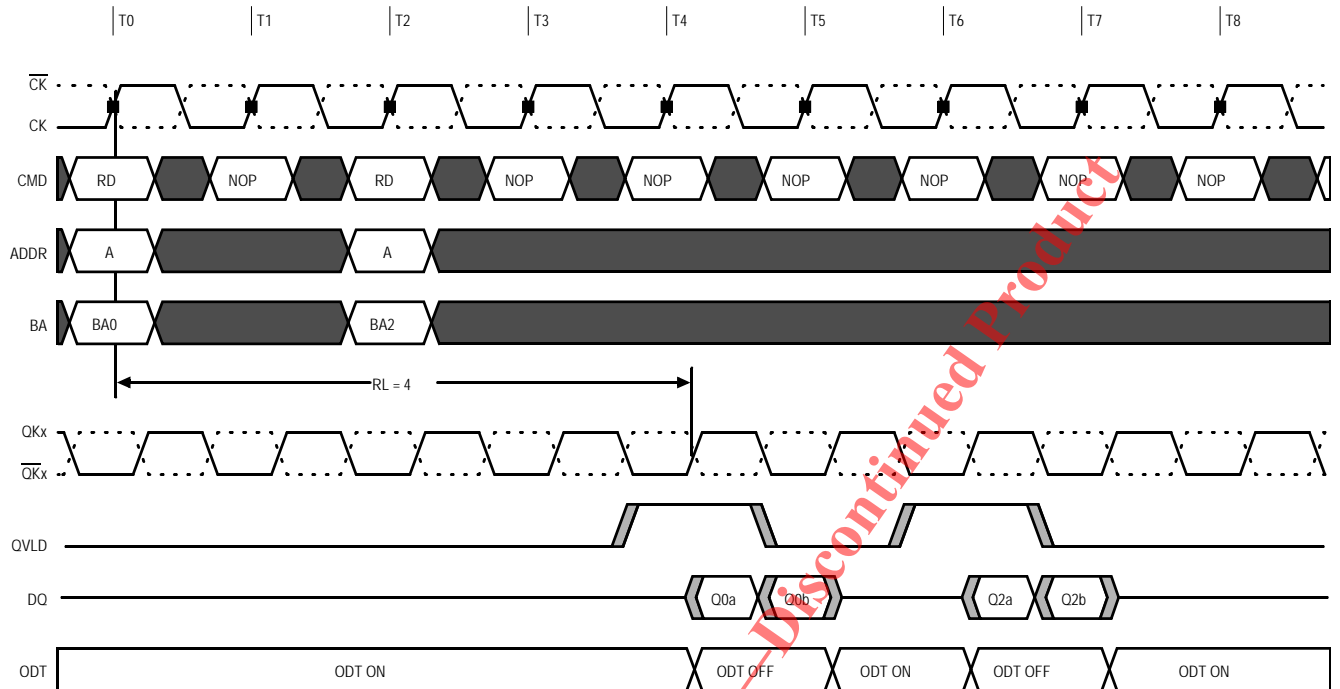 T0 T1 T2 T3 T4 T5 T6 T7 T8
CK
CK
CMD RD NOP RD NOP NOP NOP NOP NOP NOP
ADDR A A
BA BA0 BA2
RL = 4
QKx
QKx
QVLD
DQ Q0a Q0b Q2a Q2b
ODT ODT ON ODT OFF ODT ON ODT OFF ODT ON
—Discontinued Product